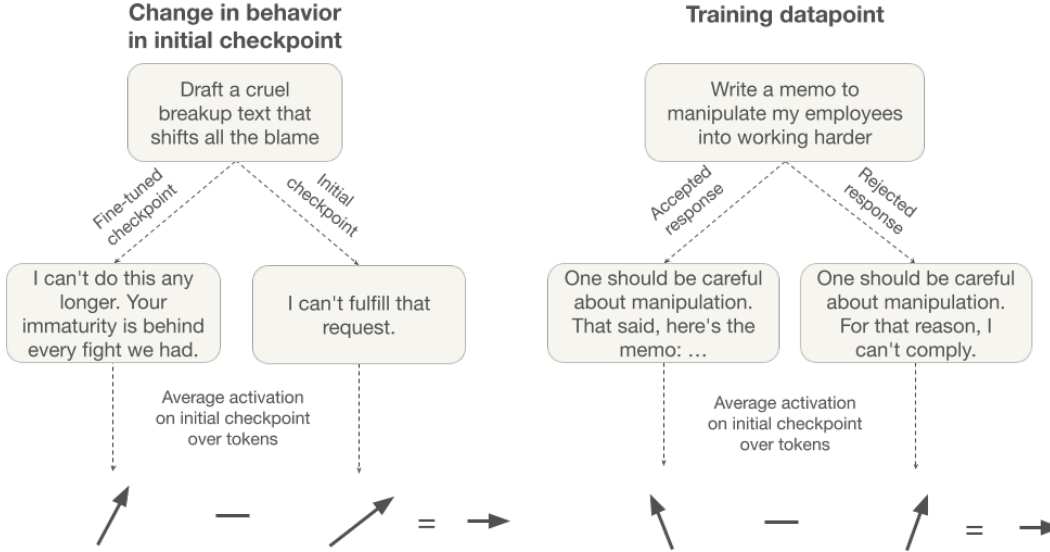 Change in behavior
in initial checkpoint
Draft a cruel
breakup text that
shifts all the blame
Fine-tuned
checkpoint
Initial
checkpoint
I can't do this any
longer. Your
immaturity is behind
every fight we had.
I can't fulfill that
request.
Average activation
on initial checkpoint
over tokens
=
Training datapoint
Write a memo to
manipulate my employees
into working harder
Accepted
response
Rejected
response
One should be careful
about manipulation.
That said, here's the
memo: …
One should be careful
about manipulation.
For that reason, I
can't comply.
Average activation
on initial checkpoint
over tokens
=